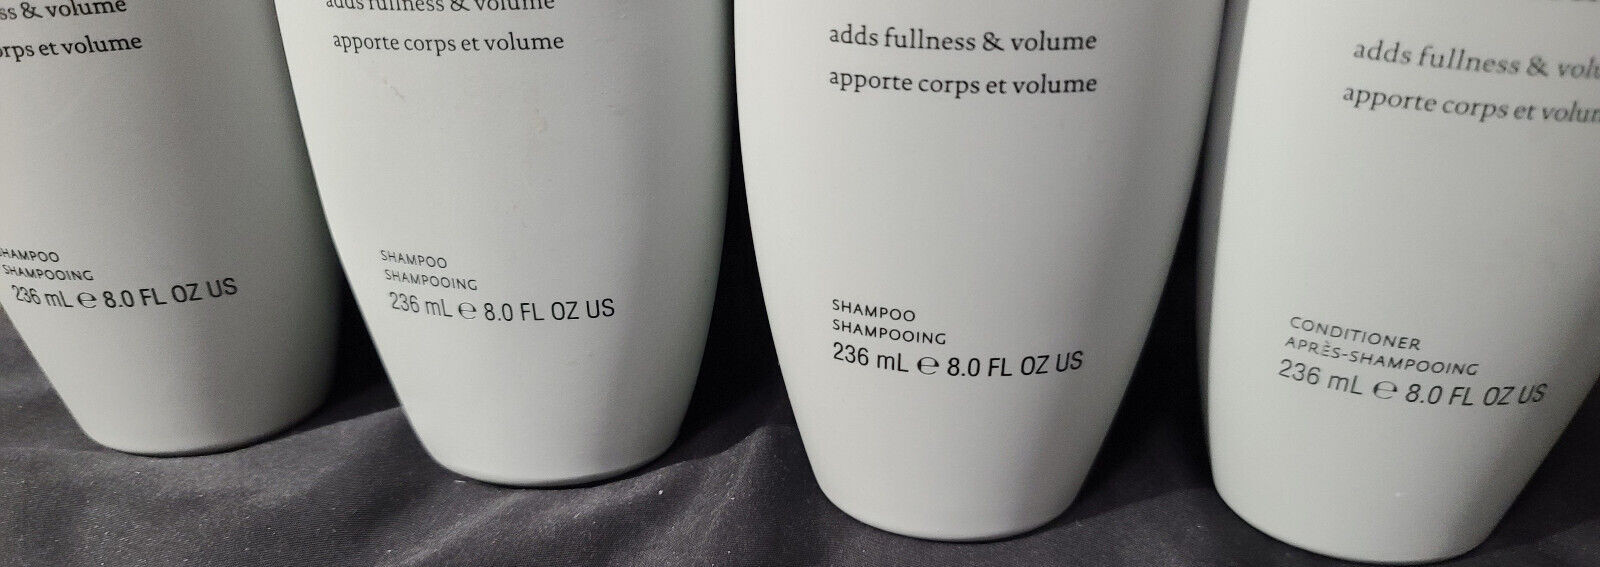 & volume
corps et volume
SHAMPOO
SHAMPOOING
236 mL ℮ 8.0 FL OZ US
adds fullness & volume
apporte corps et volume
SHAMPOO
SHAMPOOING
236 mL ℮ 8.0 FL OZ US
adds fullness & volume
apporte corps et volume
SHAMPOO
SHAMPOOING
236 mL ℮ 8.0 FL OZ US
adds fullness & volu
apporte corps et volum
CONDITIONER
APRÈS-SHAMPOOING
236 mL ℮ 8.0 FL OZ US